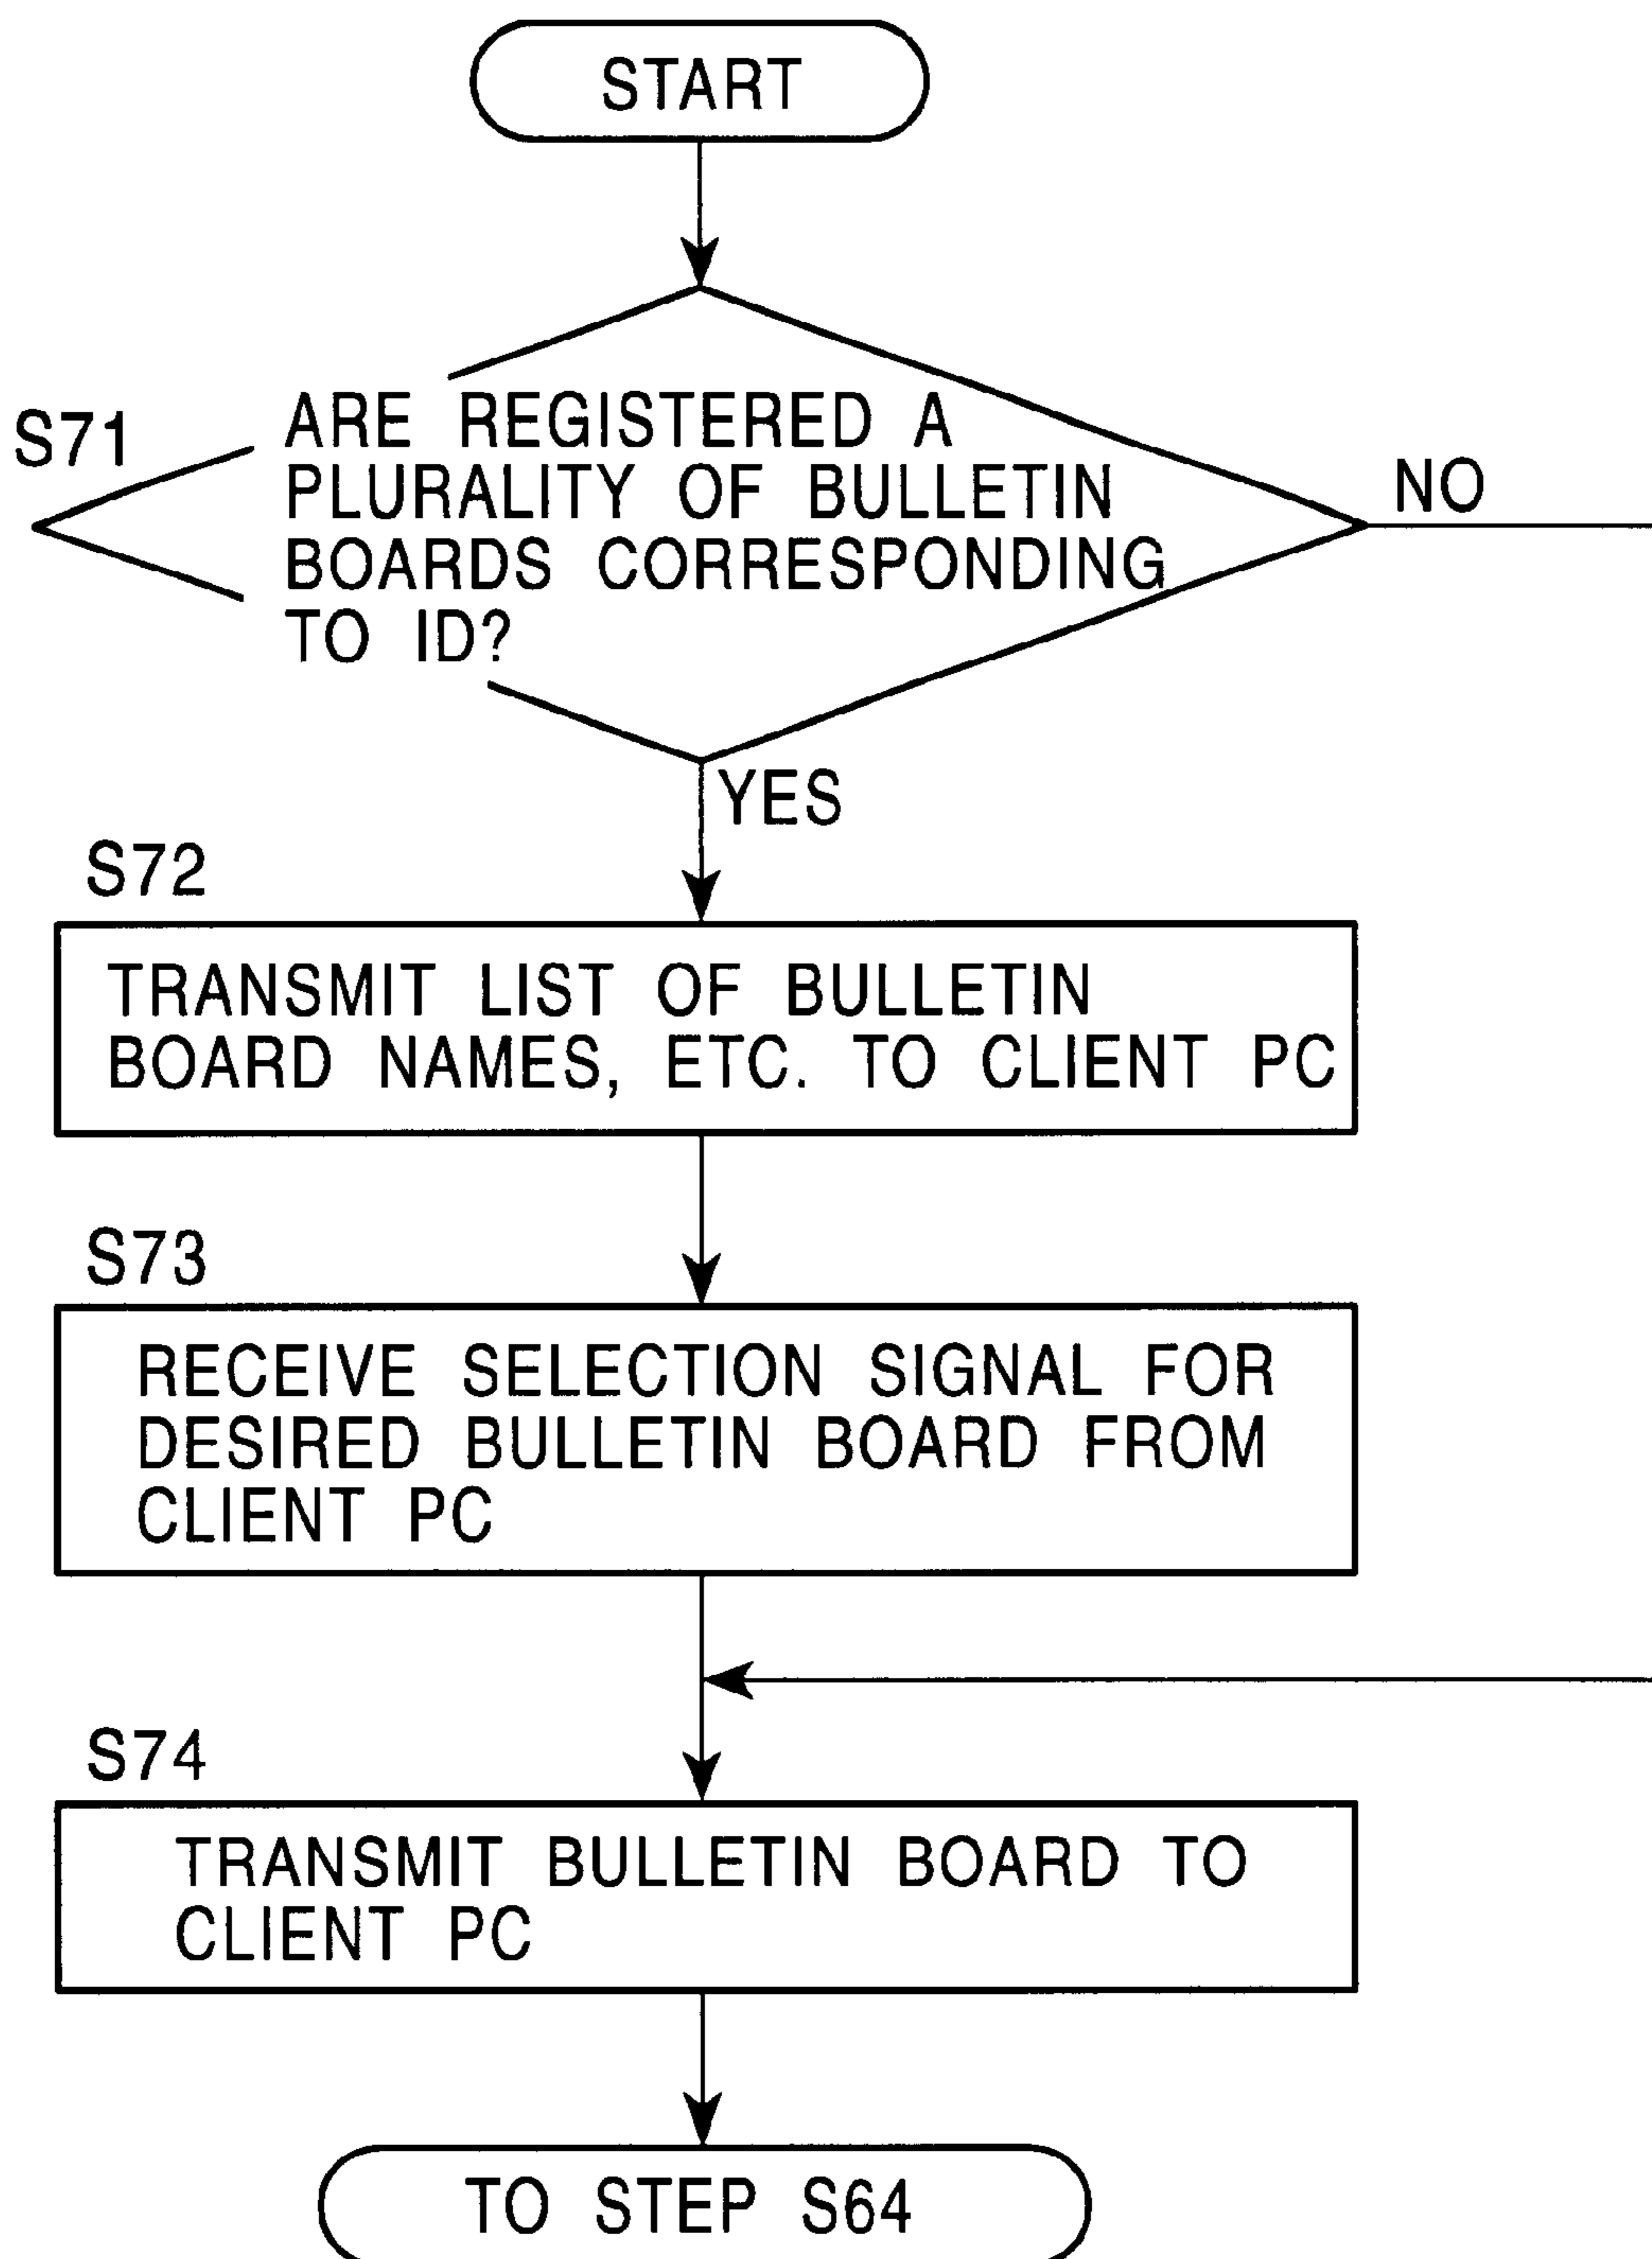 START
S71
ARE REGISTERED A
PLURALITY OF BULLETIN
BOARDS CORRESPONDING
TO ID?
NO
YES
S72
TRANSMIT LIST OF BULLETIN
BOARD NAMES, ETC. TO CLIENT PC
S73
RECEIVE SELECTION SIGNAL FOR
DESIRED BULLETIN BOARD FROM
CLIENT PC
S74
TRANSMIT BULLETIN BOARD TO
CLIENT PC
TO STEP S64